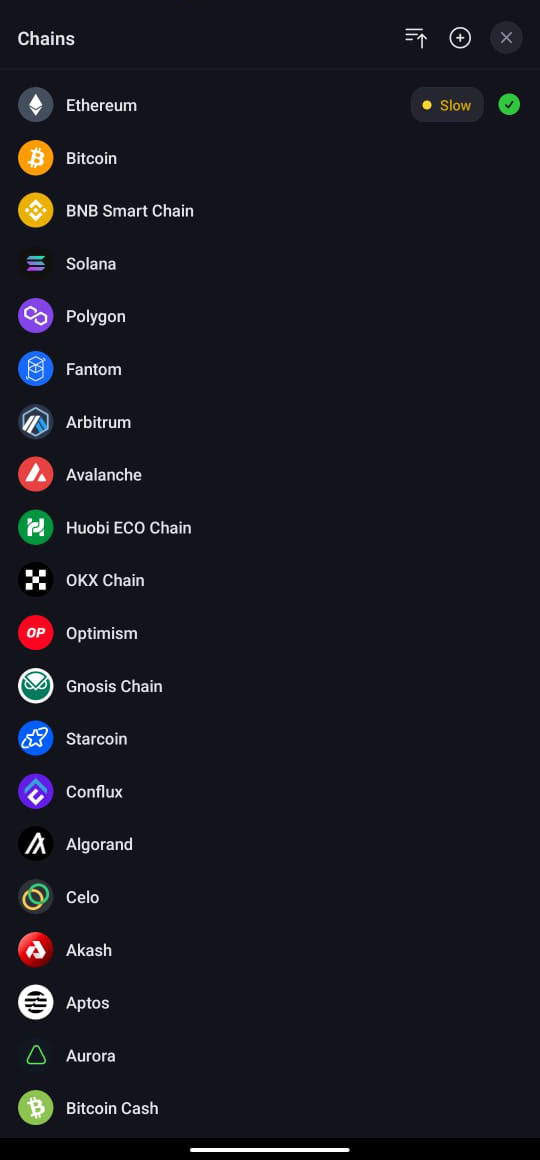 Chains
Ethereum Slow
Bitcoin
BNB Smart Chain
Solana
Polygon
Fantom
Arbitrum
Avalanche
Huobi ECO Chain
OKX Chain
OP Optimism
Gnosis Chain
Starcoin
Conflux
Algorand
Celo
Akash
Aptos
Aurora
Bitcoin Cash